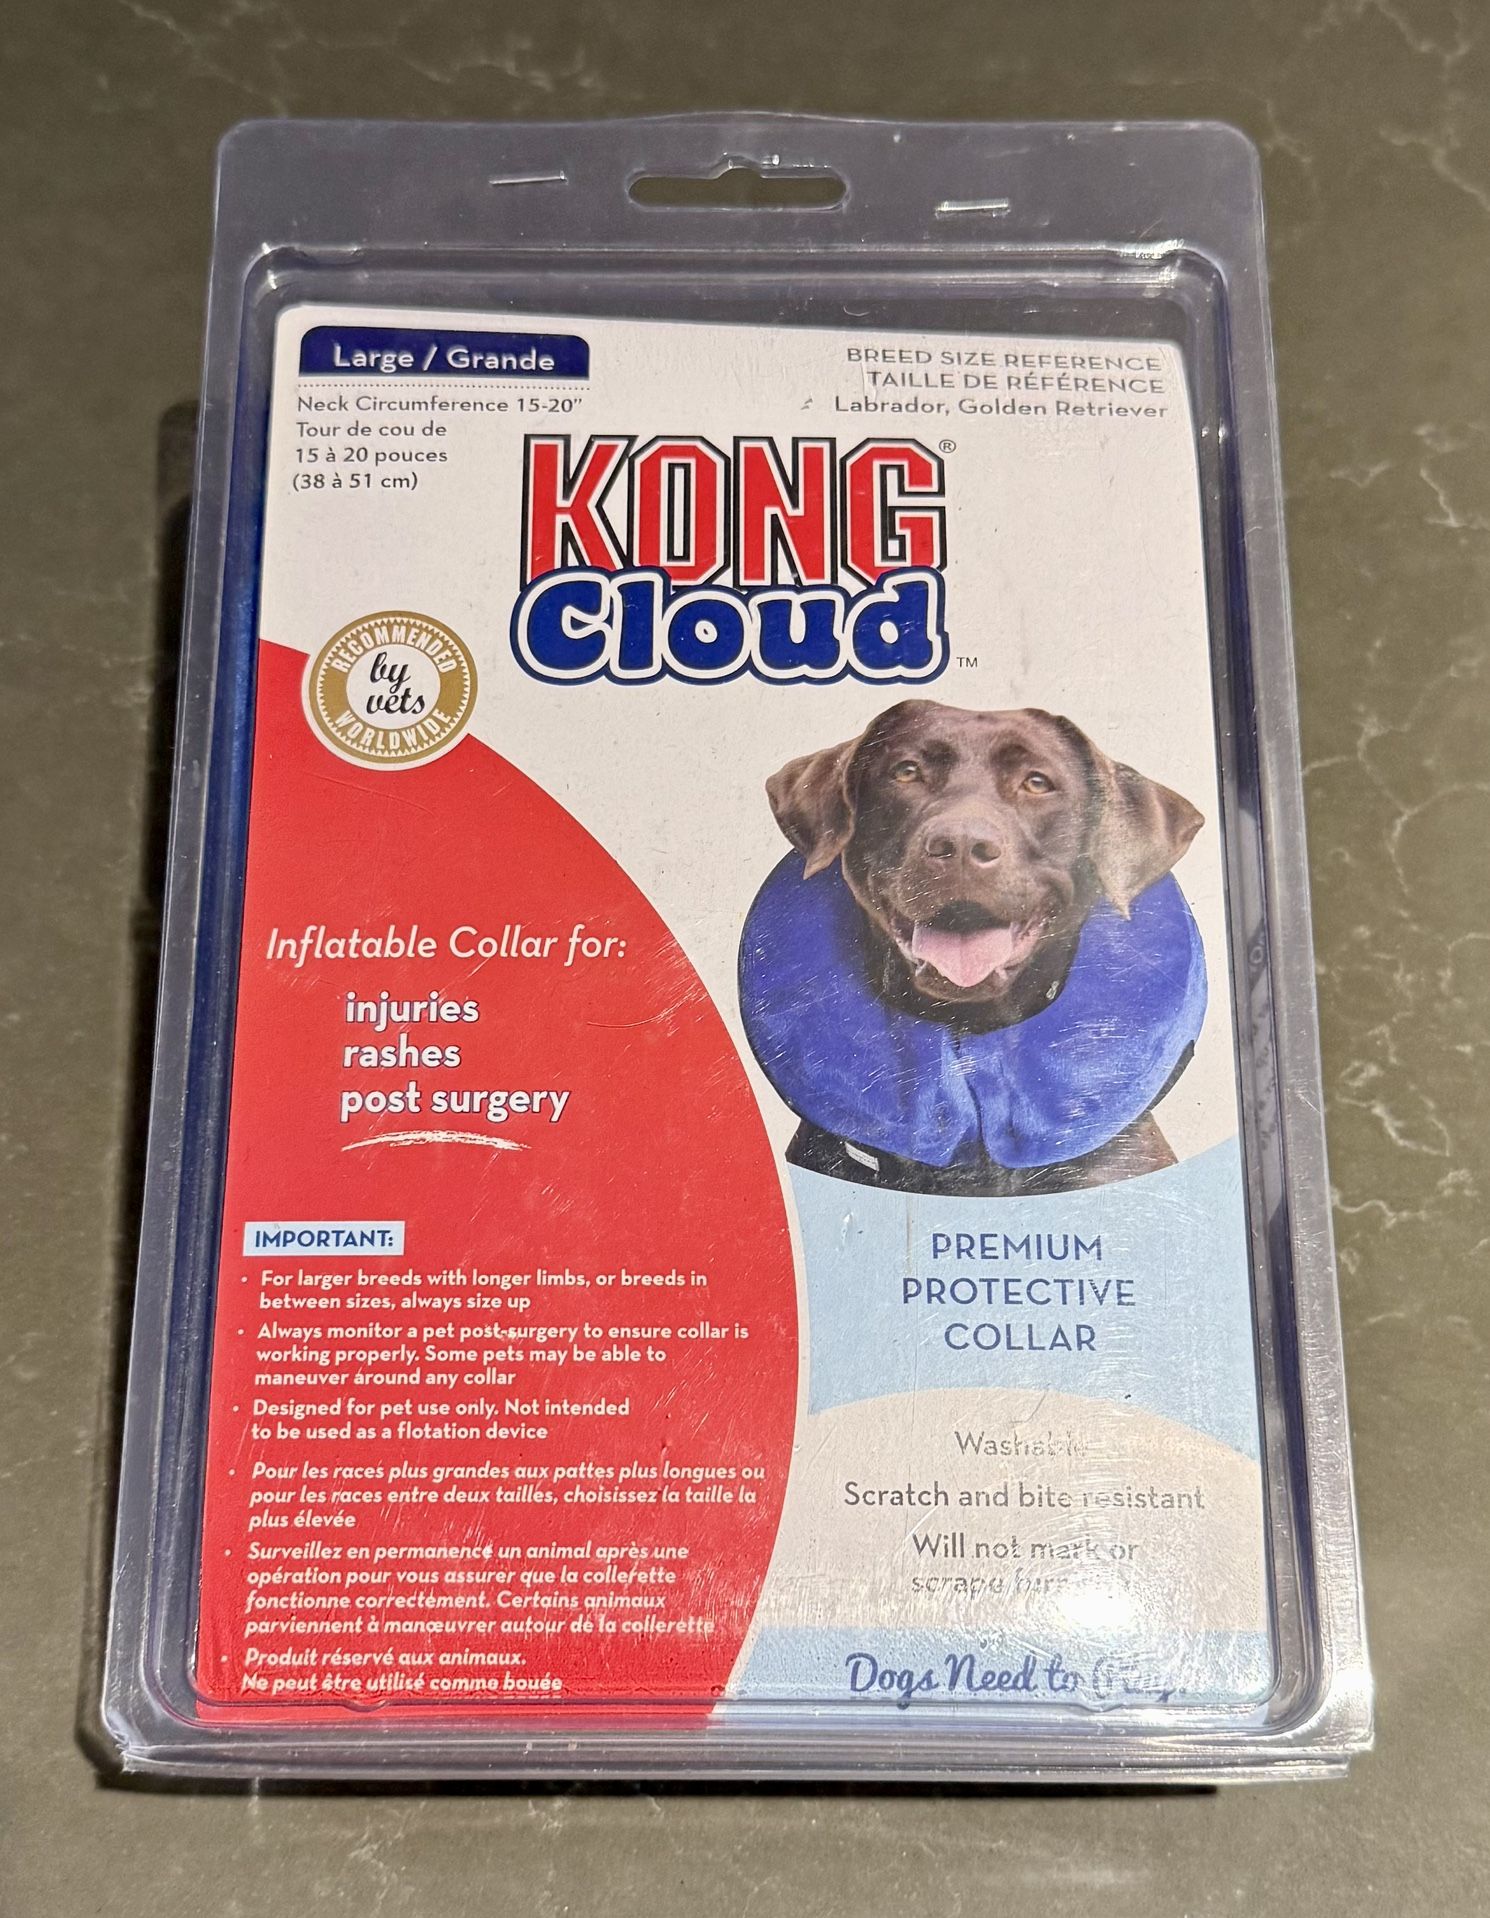 Large / Grande
Neck Circumference 15-20"
Tour de cou de
15 à 20 pouces
(38 à 51 cm)
BREED SIZE REFERENCE
TAILLE DE RÉFÉRENCE
Labrador, Golden Retriever
KONG®
Cloud™
RECOMMENDED
by
vets
WORLDWIDE
Inflatable Collar for:
injuries
rashes
post surgery
IMPORTANT:
• For larger breeds with longer limbs, or breeds in
between sizes, always size up
• Always monitor a pet post-surgery to ensure collar is
working properly. Some pets may be able to
maneuver around any collar
• Designed for pet use only. Not intended
to be used as a flotation device
• Pour les races plus grandes aux pattes plus longues ou
pour les races entre deux tailles, choisissez la taille la
plus élevée
• Surveillez en permanence un animal après une
opération pour vous assurer que la collerette
fonctionne correctement. Certains animaux
parviennent à manœuvrer autour de la collerette
• Produit réservé aux animaux.
Ne peut être utilisé comme bouée
PREMIUM
PROTECTIVE
COLLAR
Washable
Scratch and bite resistant
Will not mark or
scrape
Dogs Need to